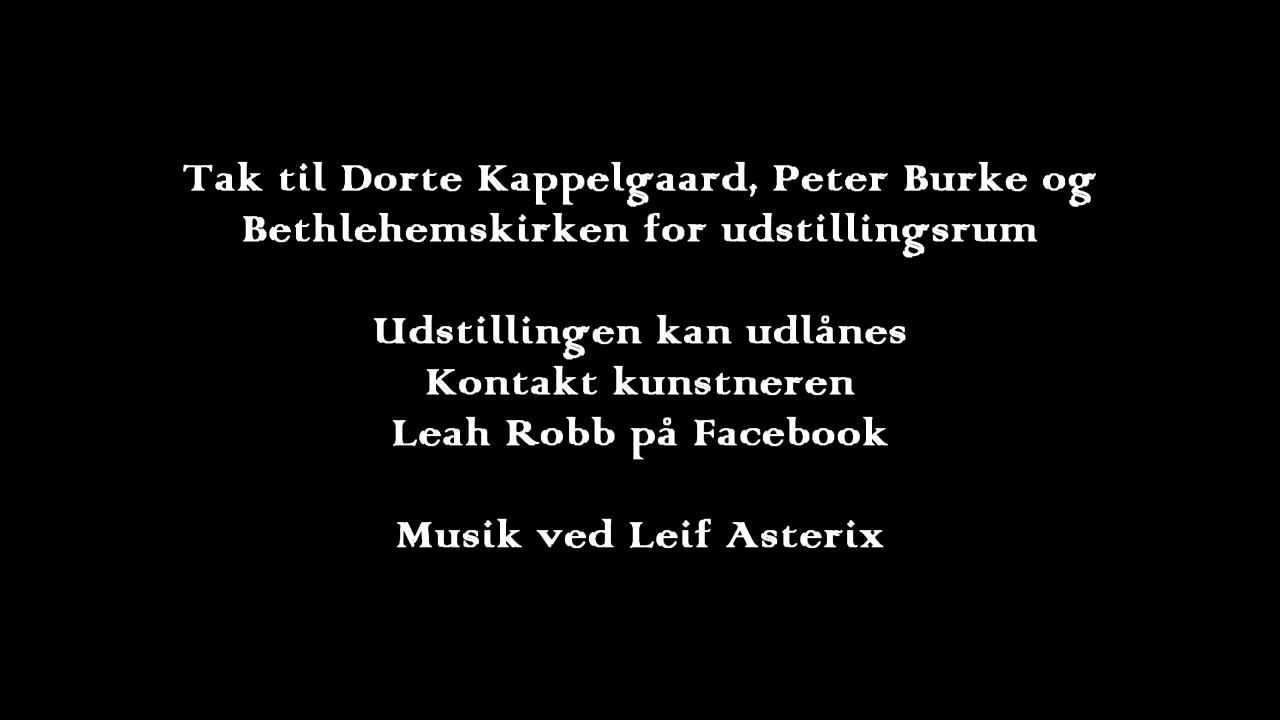 Tak til Dorte Kappelgaard, Peter Burke og
Bethlehemskirken for udstillingsrum
Udstillingen kan udlånes
Kontakt kunstneren
Leah Robb på Facebook
Musik ved Leif Asterix